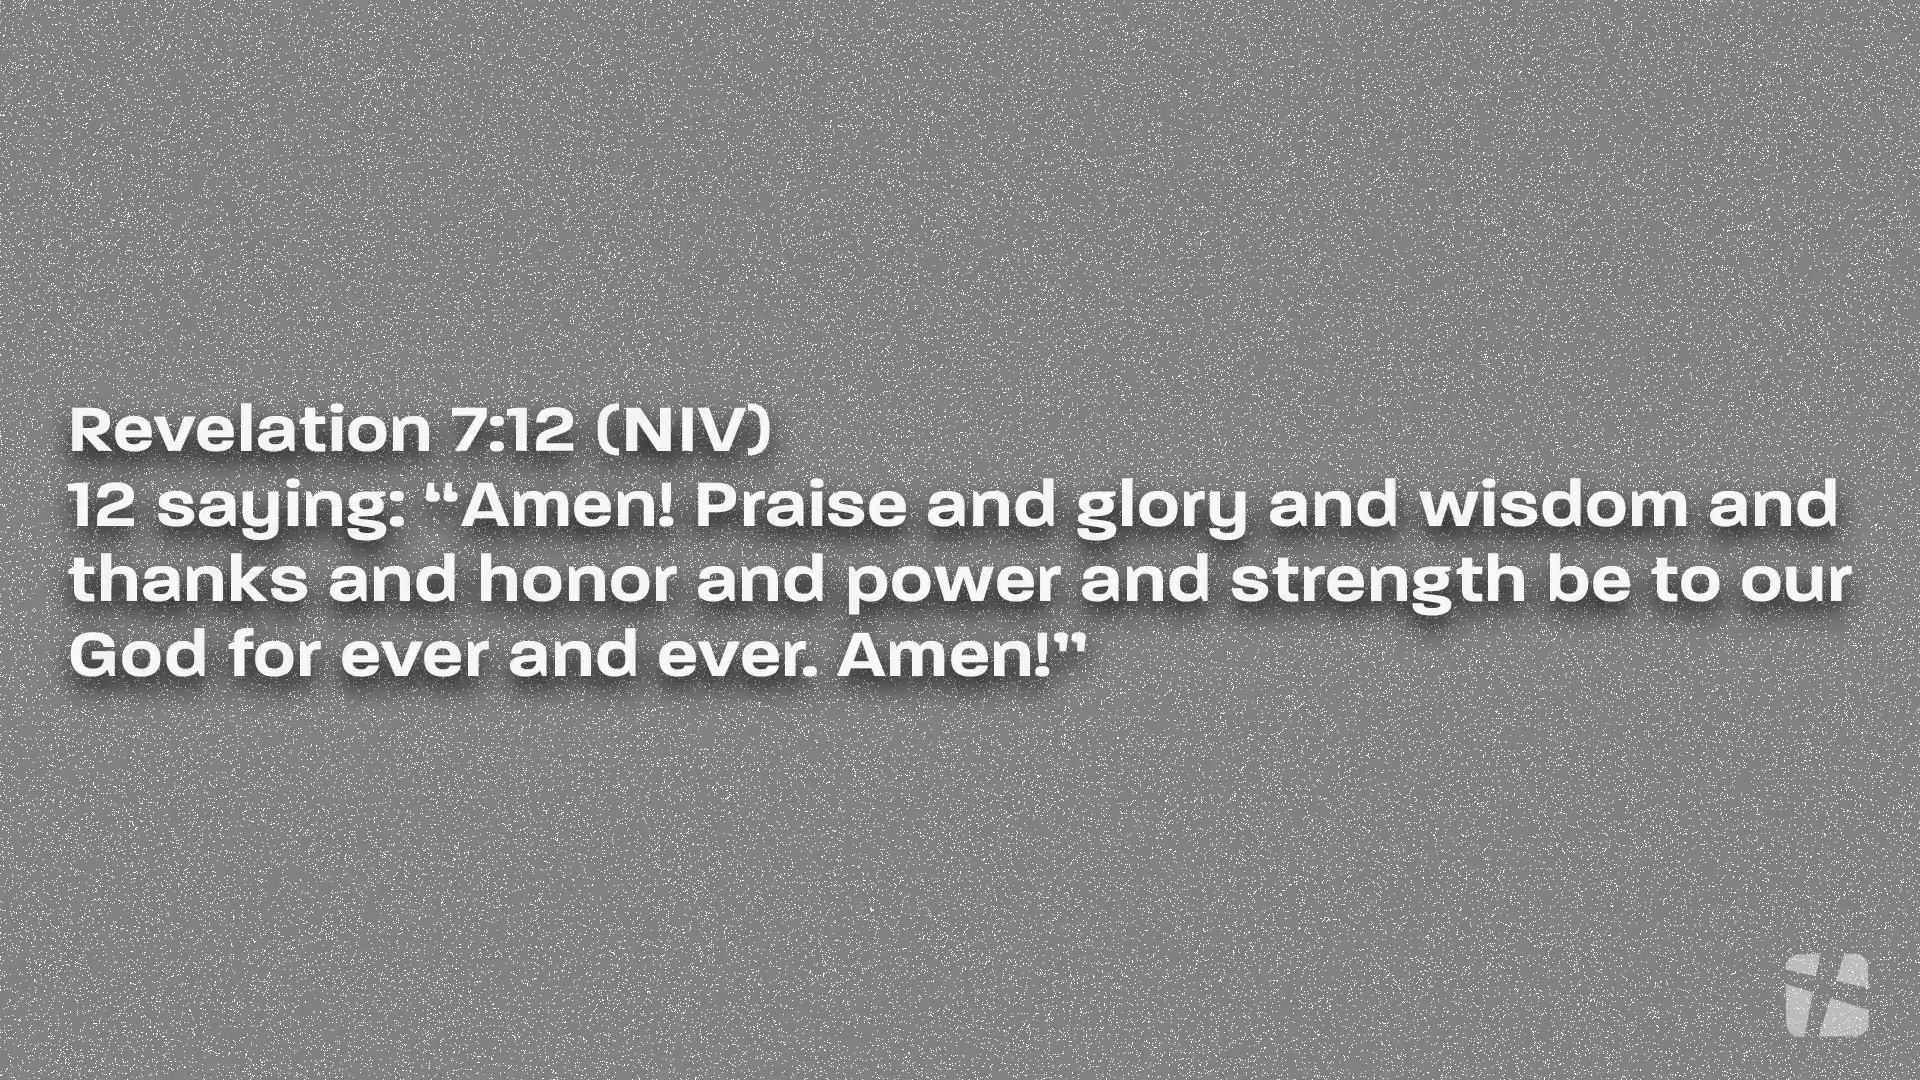 Revelation 7:12 (NIV)
12 saying: “Amen! Praise and glory and wisdom and
thanks and honor and power and strength be to our
God for ever and ever. Amen!”